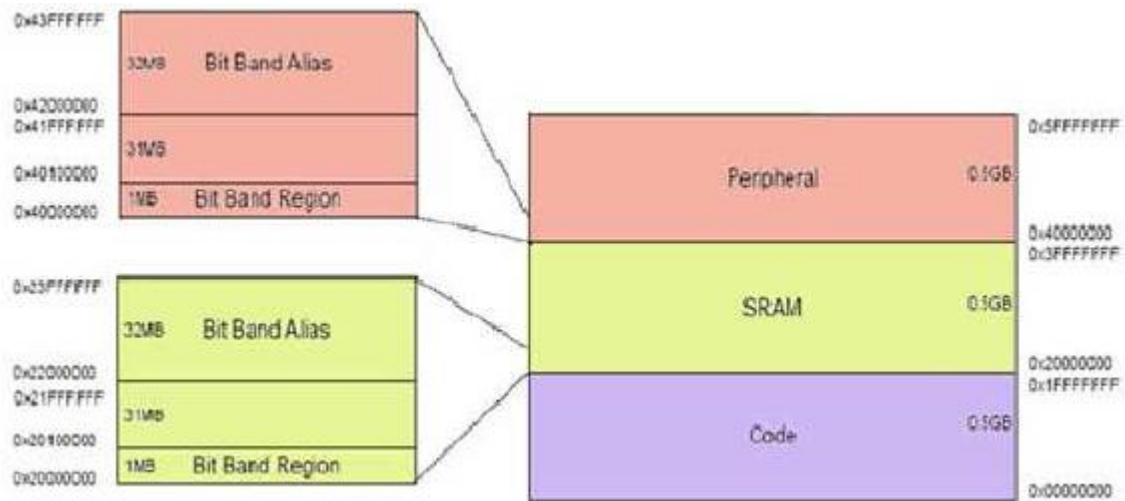 0x43FFFFFF
32MB Bit Band Alias
0x42000000
0x41FFFFFF
31MB
0x40100000
1MB Bit Band Region
0x40000000
0x23FFFFFF
32MB Bit Band Alias
0x22000000
0x21FFFFFF
31MB
0x20100000
1MB Bit Band Region
0x20000000
0x5FFFFFFF
Peripheral 0.5GB
0x40000000
0x3FFFFFFF
SRAM 0.5GB
0x20000000
0x1FFFFFFF
Code 0.5GB
0x00000000